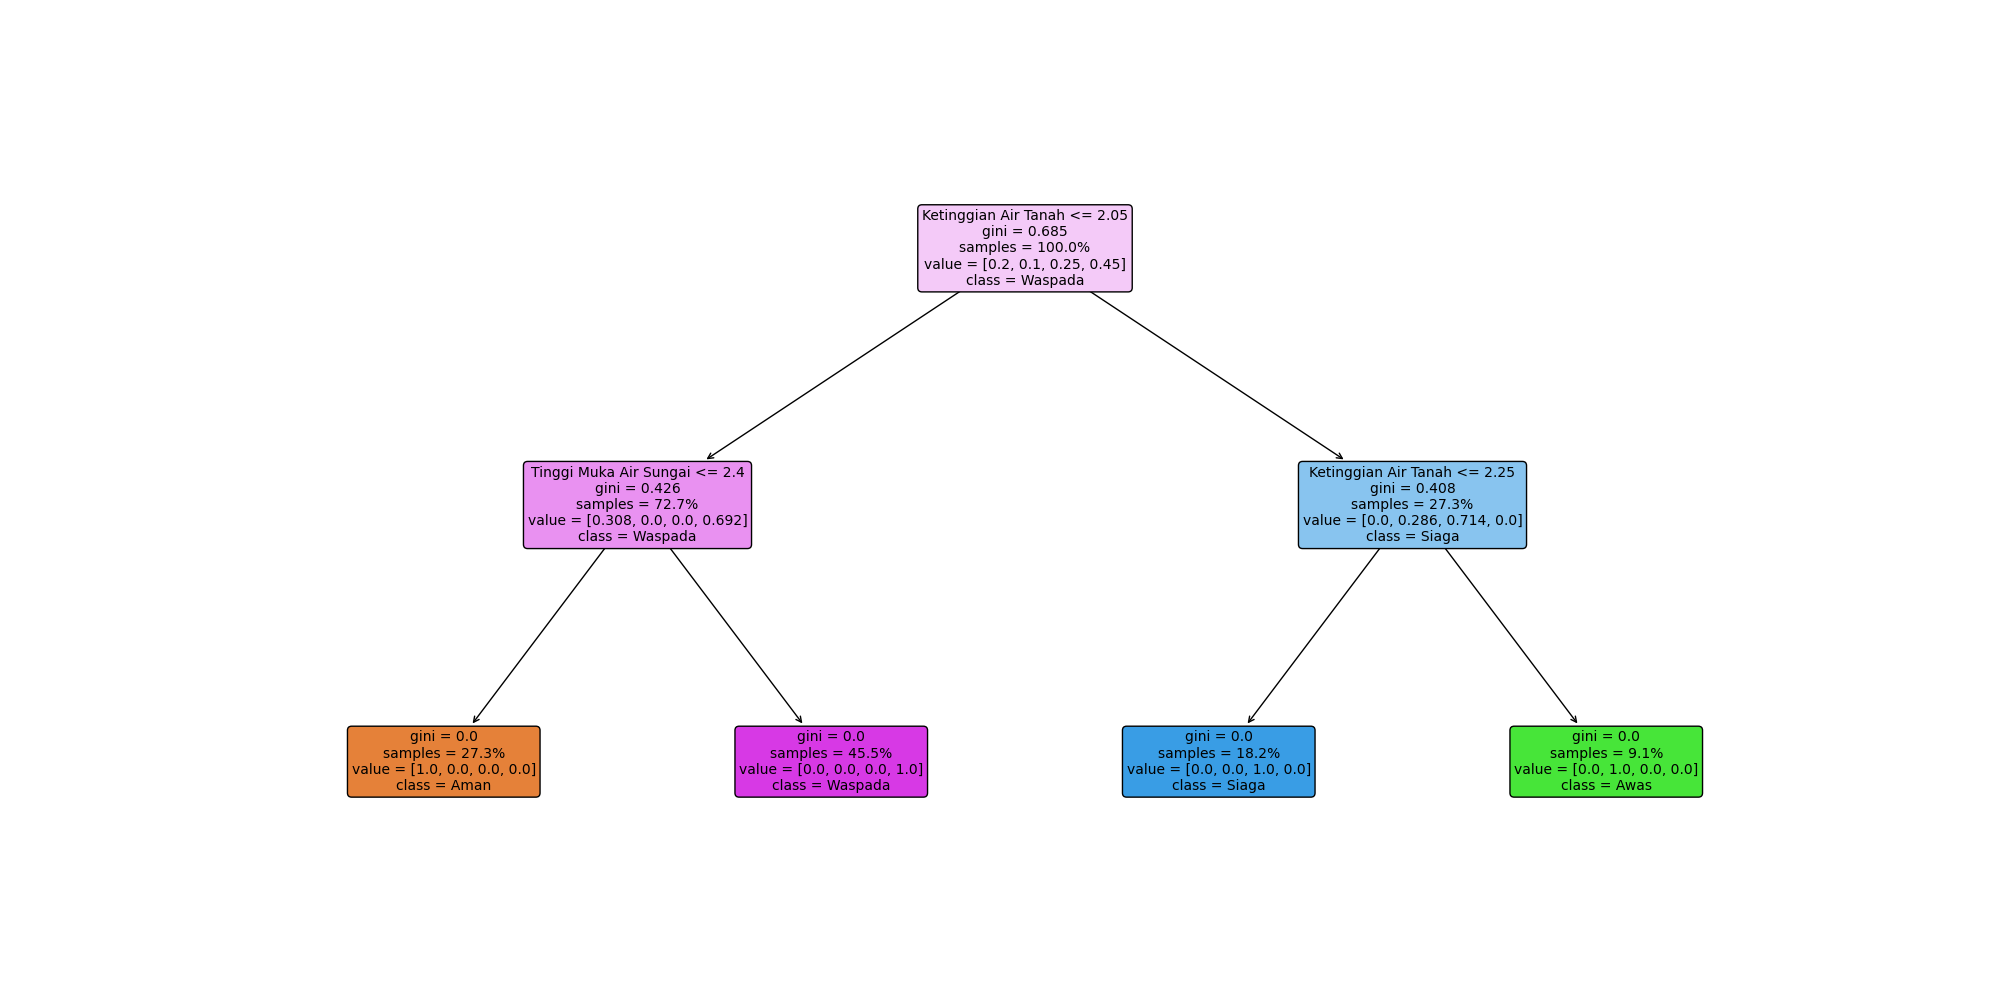 Ketinggian Air Tanah <= 2.05
gini = 0.685
samples = 100.0%
value = [0.2, 0.1, 0.25, 0.45]
class = Waspada
Tinggi Muka Air Sungai <= 2.4
gini = 0.426
samples = 72.7%
value = [0.308, 0.0, 0.0, 0.692]
class = Waspada
Ketinggian Air Tanah <= 2.25
gini = 0.408
samples = 27.3%
value = [0.0, 0.286, 0.714, 0.0]
class = Siaga
gini = 0.0
samples = 27.3%
value = [1.0, 0.0, 0.0, 0.0]
class = Aman
gini = 0.0
samples = 45.5%
value = [0.0, 0.0, 0.0, 1.0]
class = Waspada
gini = 0.0
samples = 18.2%
value = [0.0, 0.0, 1.0, 0.0]
class = Siaga
gini = 0.0
samples = 9.1%
value = [0.0, 1.0, 0.0, 0.0]
class = Awas